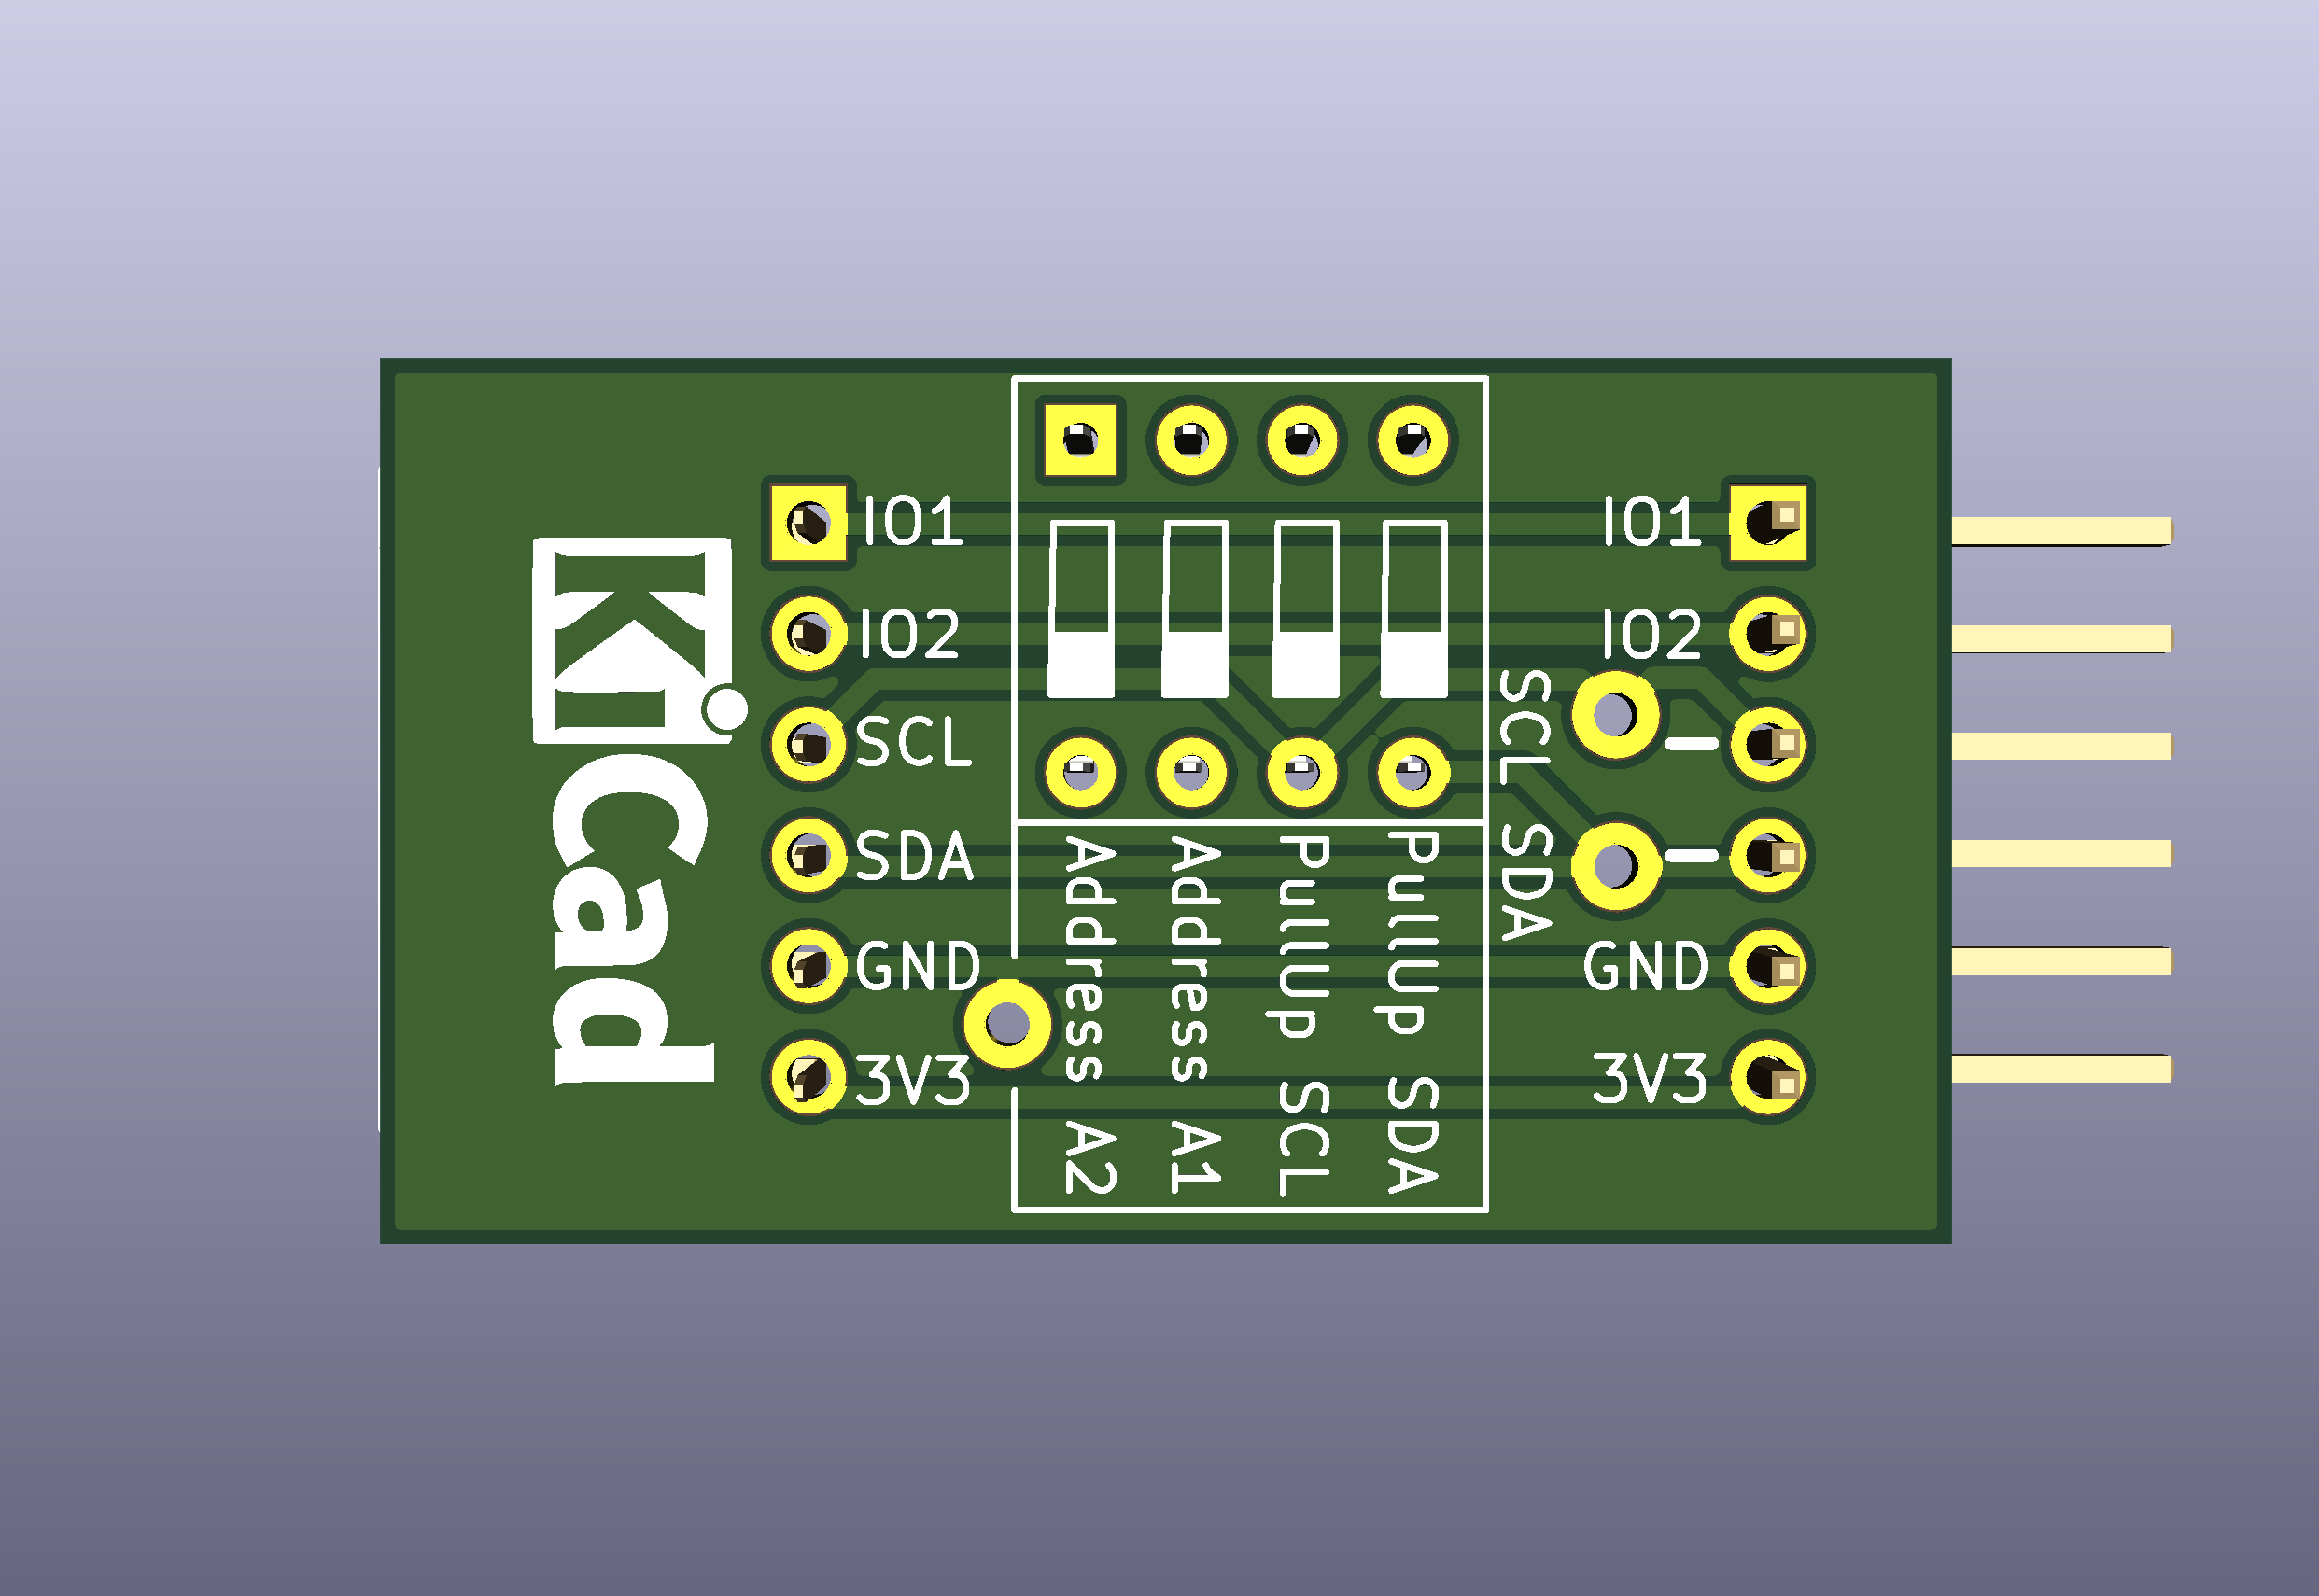 KiCad
IO1
IO2
SCL
SDA
GND
3V3
Address A2
Address A1
PullUp SCL
PullUp SDA
SCL
SDA
IO1
IO2
GND
3V3